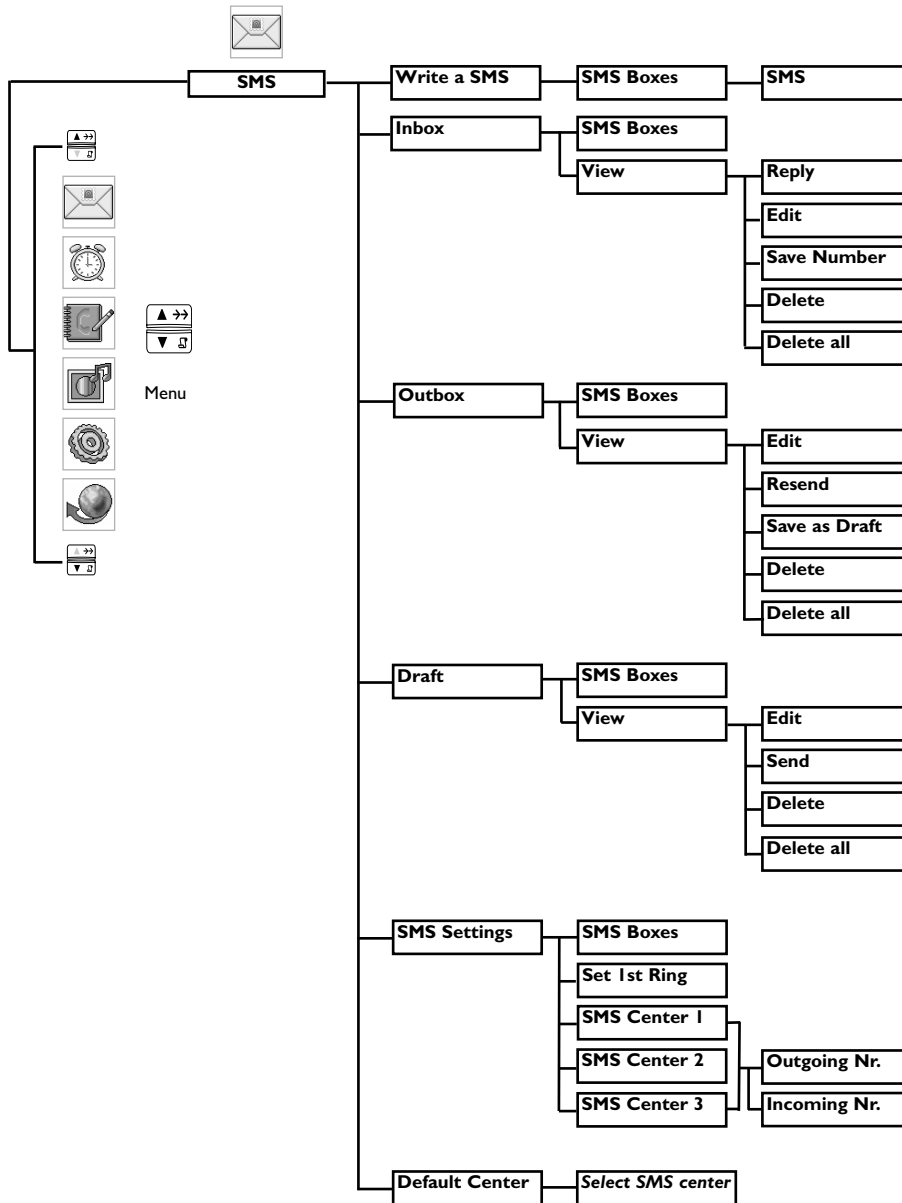 SMS
Write a SMS
SMS Boxes
SMS
Inbox
SMS Boxes
View
Reply
Edit
Save Number
Delete
Delete all
Menu
Outbox
SMS Boxes
View
Edit
Resend
Save as Draft
Delete
Delete all
Draft
SMS Boxes
View
Edit
Send
Delete
Delete all
SMS Settings
SMS Boxes
Set 1st Ring
SMS Center 1
SMS Center 2
SMS Center 3
Outgoing Nr.
Incoming Nr.
Default Center
Select SMS center